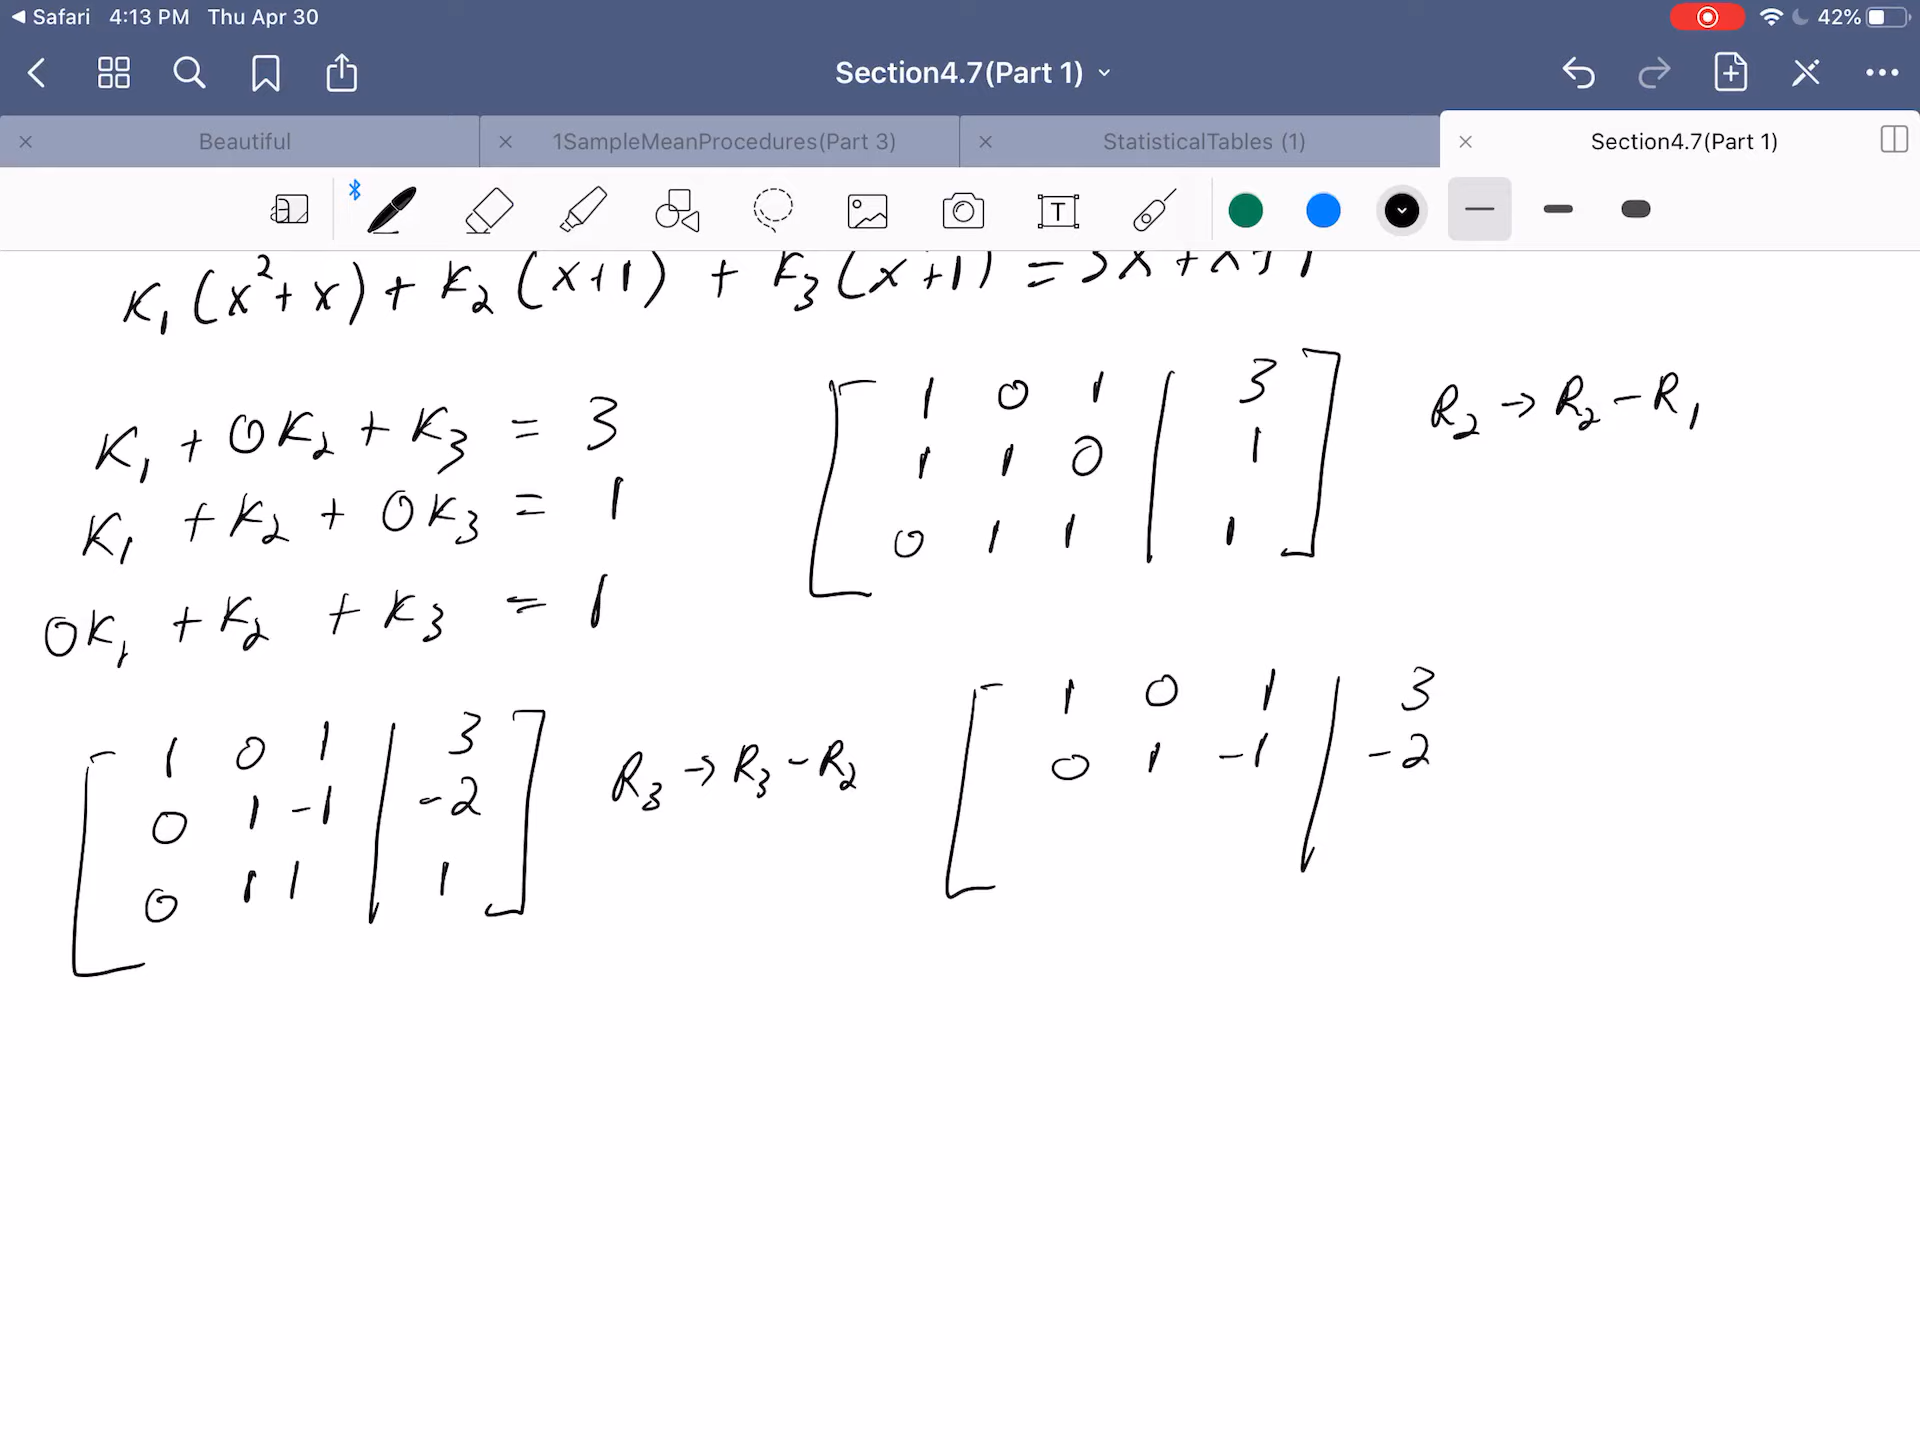 Safari 4:13 PM Thu Apr 30 42%
Section4.7(Part 1)
Beautiful 1SampleMeanProcedures(Part 3) StatisticalTables (1) Section4.7(Part 1)
K₁(x²+x) + K₂(x+1) + K₃(x+1) = 3x+x+1
K₁ + 0K₂ + K₃ = 3
K₁ + K₂ + 0K₃ = 1
0K₁ + K₂ + K₃ = 1
1 0 1 | 3 R₂ → R₂ - R₁
1 1 0 | 1
0 1 1 | 1
1 0 1 | 3
0 1 -1 | -2 R₃ → R₃ - R₂
0 1 1 | 1
1 0 1 | 3
0 1 -1 | -2